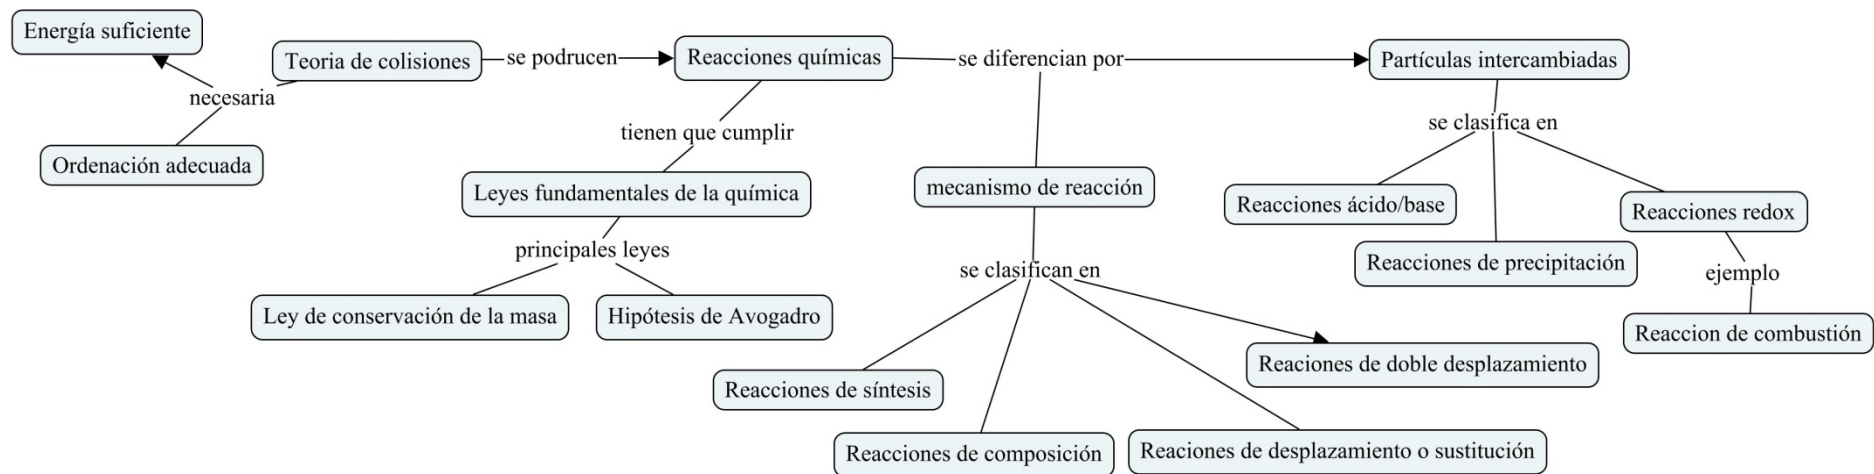 Energía suficiente
Teoria de colisiones
se podrucen
Reacciones químicas
se diferencian por
Partículas intercambiadas
necesaria
Ordenación adecuada
tienen que cumplir
Leyes fundamentales de la química
principales leyes
Ley de conservación de la masa
Hipótesis de Avogadro
mecanismo de reacción
se clasifican en
Reacciones de síntesis
Reacciones de composición
Reaciones de desplazamiento o sustitución
Reaciones de doble desplazamiento
se clasifica en
Reacciones ácido/base
Reacciones de precipitación
Reacciones redox
ejemplo
Reaccion de combustión